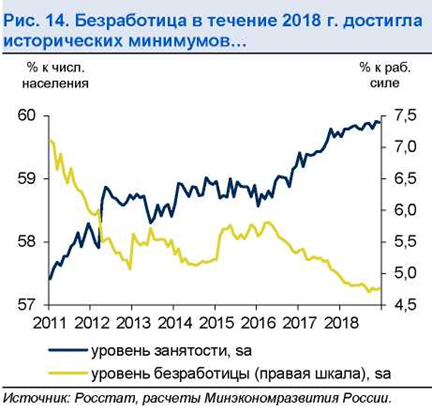 Рис. 14. Безработица в течение 2018 г. достигла
исторических минимумов…
% к числ.
населения
% к раб.
силе
60
59
58
57
7,5
7,0
6,5
6,0
5,5
5,0
4,5
2011 2012 2013 2014 2015 2016 2017 2018
уровень занятости, sa
уровень безработицы (правая шкала), sa
Источник: Росстат, расчеты Минэкономразвития России.